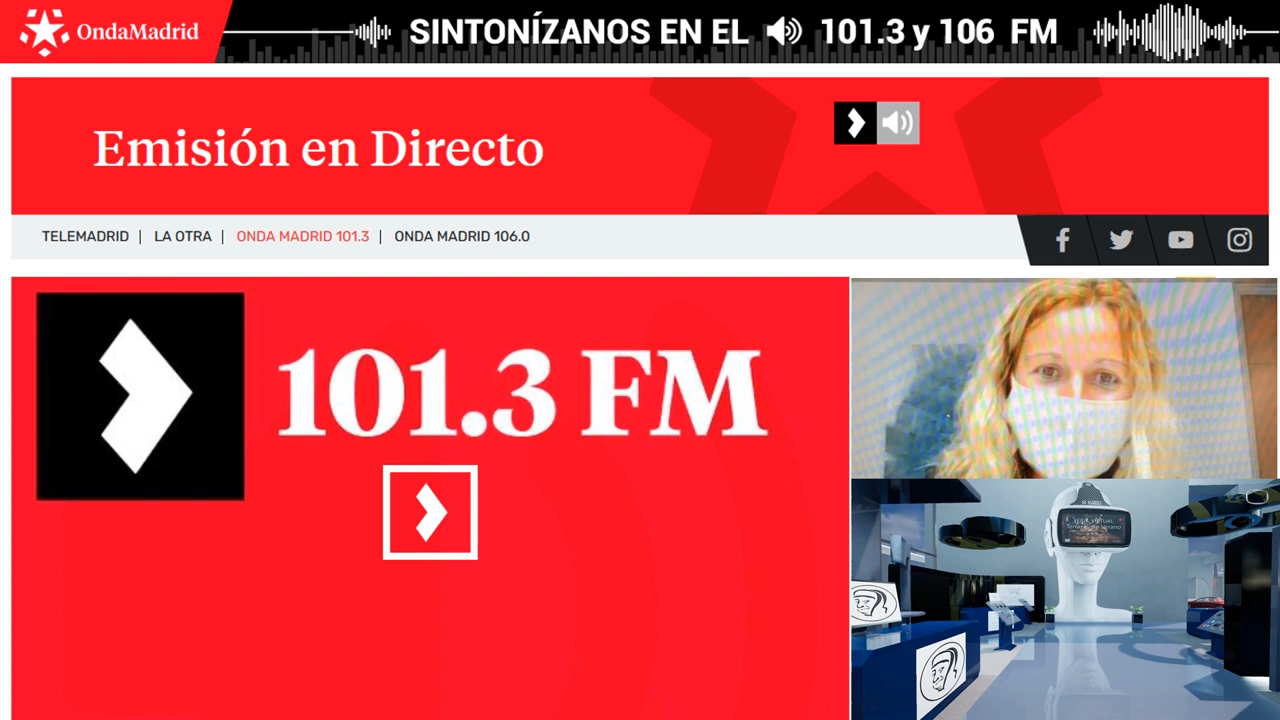 OndaMadrid
SINTONÍZANOS EN EL 101.3 y 106 FM
Emisión en Directo
TELEMADRID | LA OTRA | ONDA MADRID 101.3 | ONDA MADRID 106.0
101.3 FM